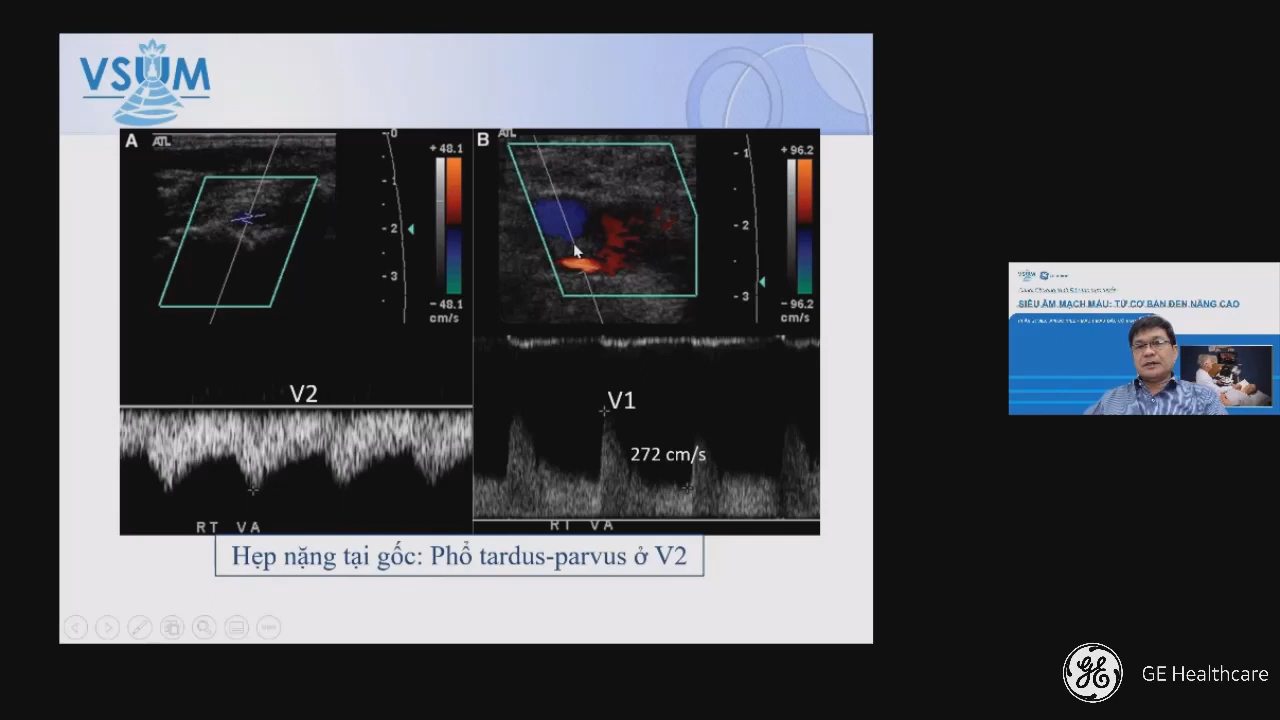 VSUM
A
ATL
0
+ 48.1
- 1
- 2
- 3
- 48.1
cm/s
V2
RT VA
B
ATL
- 1
+ 96.2
- 2
- 3
- 96.2
cm/s
V1
272 cm/s
RT VA
Hẹp nặng tại gốc: Phổ tardus-parvus ở V2
VSUM
SIÊU ÂM MẠCH MÁU: TỪ CƠ BẢN ĐẾN NÂNG CAO
GE Healthcare